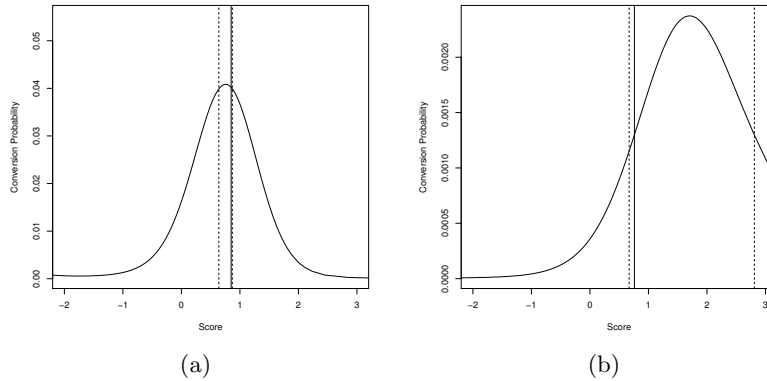 0.05
0.04
0.03
0.02
0.01
0.00
Conversion Probability
−2 −1 0 1 2 3
Score
(a)
0.0020
0.0015
0.0010
0.0005
0.0000
Conversion Probability
−2 −1 0 1 2 3
Score
(b)